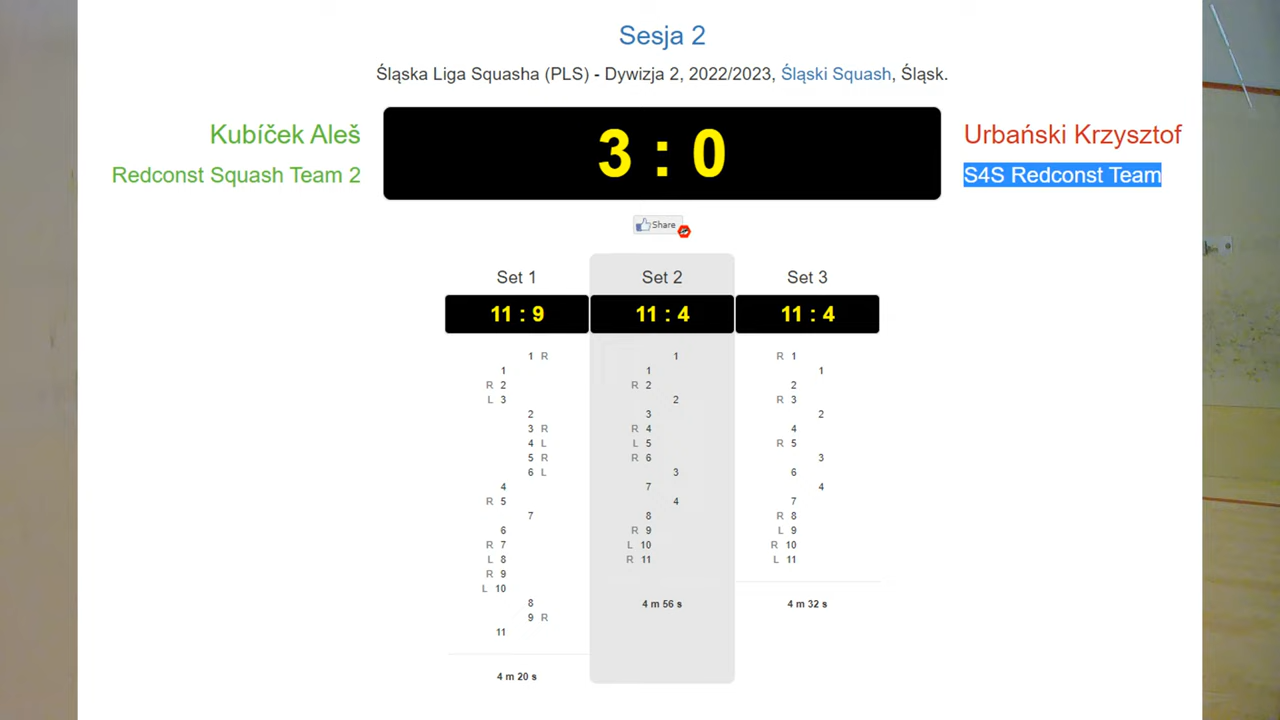 Sesja 2
Śląska Liga Squasha (PLS) - Dywizja 2, 2022/2023, Śląski Squash, Śląsk.
Kubíček Aleš 3 : 0 Urbański Krzysztof
Redconst Squash Team 2 S4S Redconst Team
Share
Set 1 Set 2 Set 3
11 : 9 11 : 4 11 : 4
1 R 1 R 1
1 1 1
R 2 R 2 2
L 3 2 R 3
2 3 2
3 R R 4 4
4 L L 5 R 5
5 R R 6 3
6 L 3 6
4 7 4
R 5 4 7
7 8 R 8
6 R 9 L 9
R 7 L 10 R 10
L 8 R 11 L 11
R 9
L 10
8 4 m 56 s 4 m 32 s
9 R
11
4 m 20 s